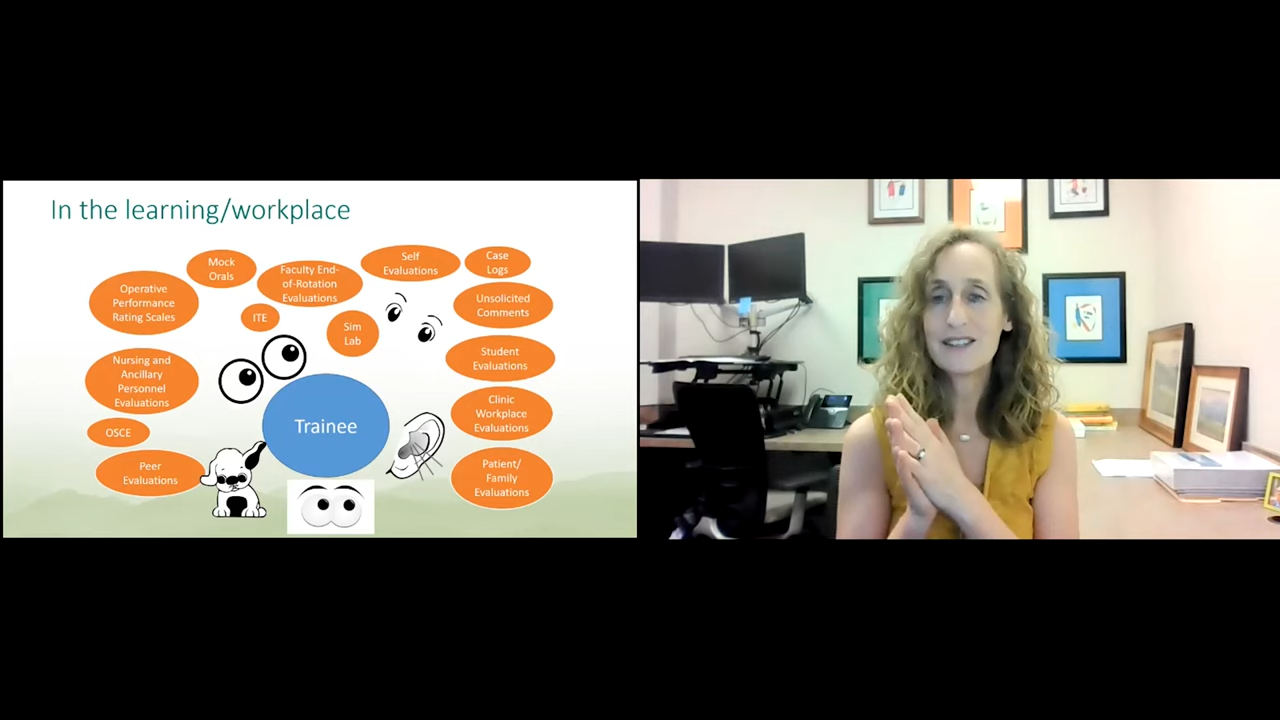 In the learning/workplace
Mock
Orals
Self
Evaluations
Case
Logs
Faculty End-
of-Rotation
Evaluations
Operative
Performance
Rating Scales
ITE
Sim
Lab
Unsolicited
Comments
Student
Evaluations
Nursing and
Ancillary
Personnel
Evaluations
Clinic
Workplace
Evaluations
Trainee
OSCE
Peer
Evaluations
Patient/
Family
Evaluations